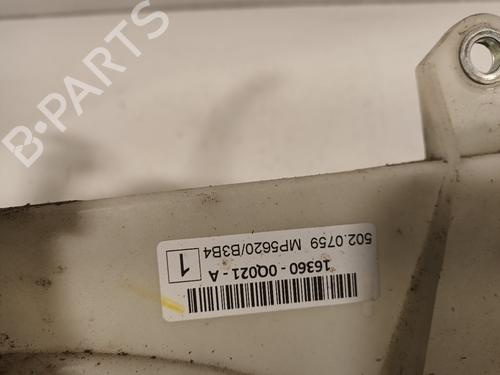 B-PARTS
502.0759 MP5620/B3B4
1
16360 - 0Q021 - A